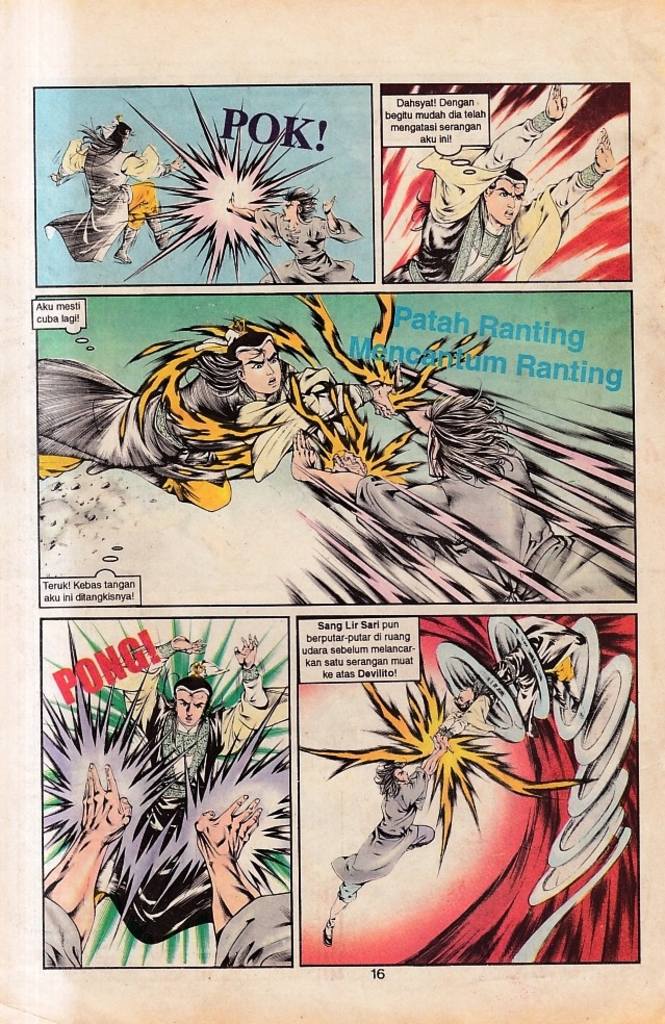 POK!
Dahsyat! Dengan
begitu mudah dia telah
mengatasi serangan
aku ini!
Aku mesti
cuba lagi!
Patah Ranting
Mencantum Ranting
Teruk! Kebas tangan
aku ini ditangkisnya!
PONG!
Sang Lir Sari pun
berputar-putar di ruang
udara sebelum melancar-
kan satu serangan muat
ke atas Devilito!
16